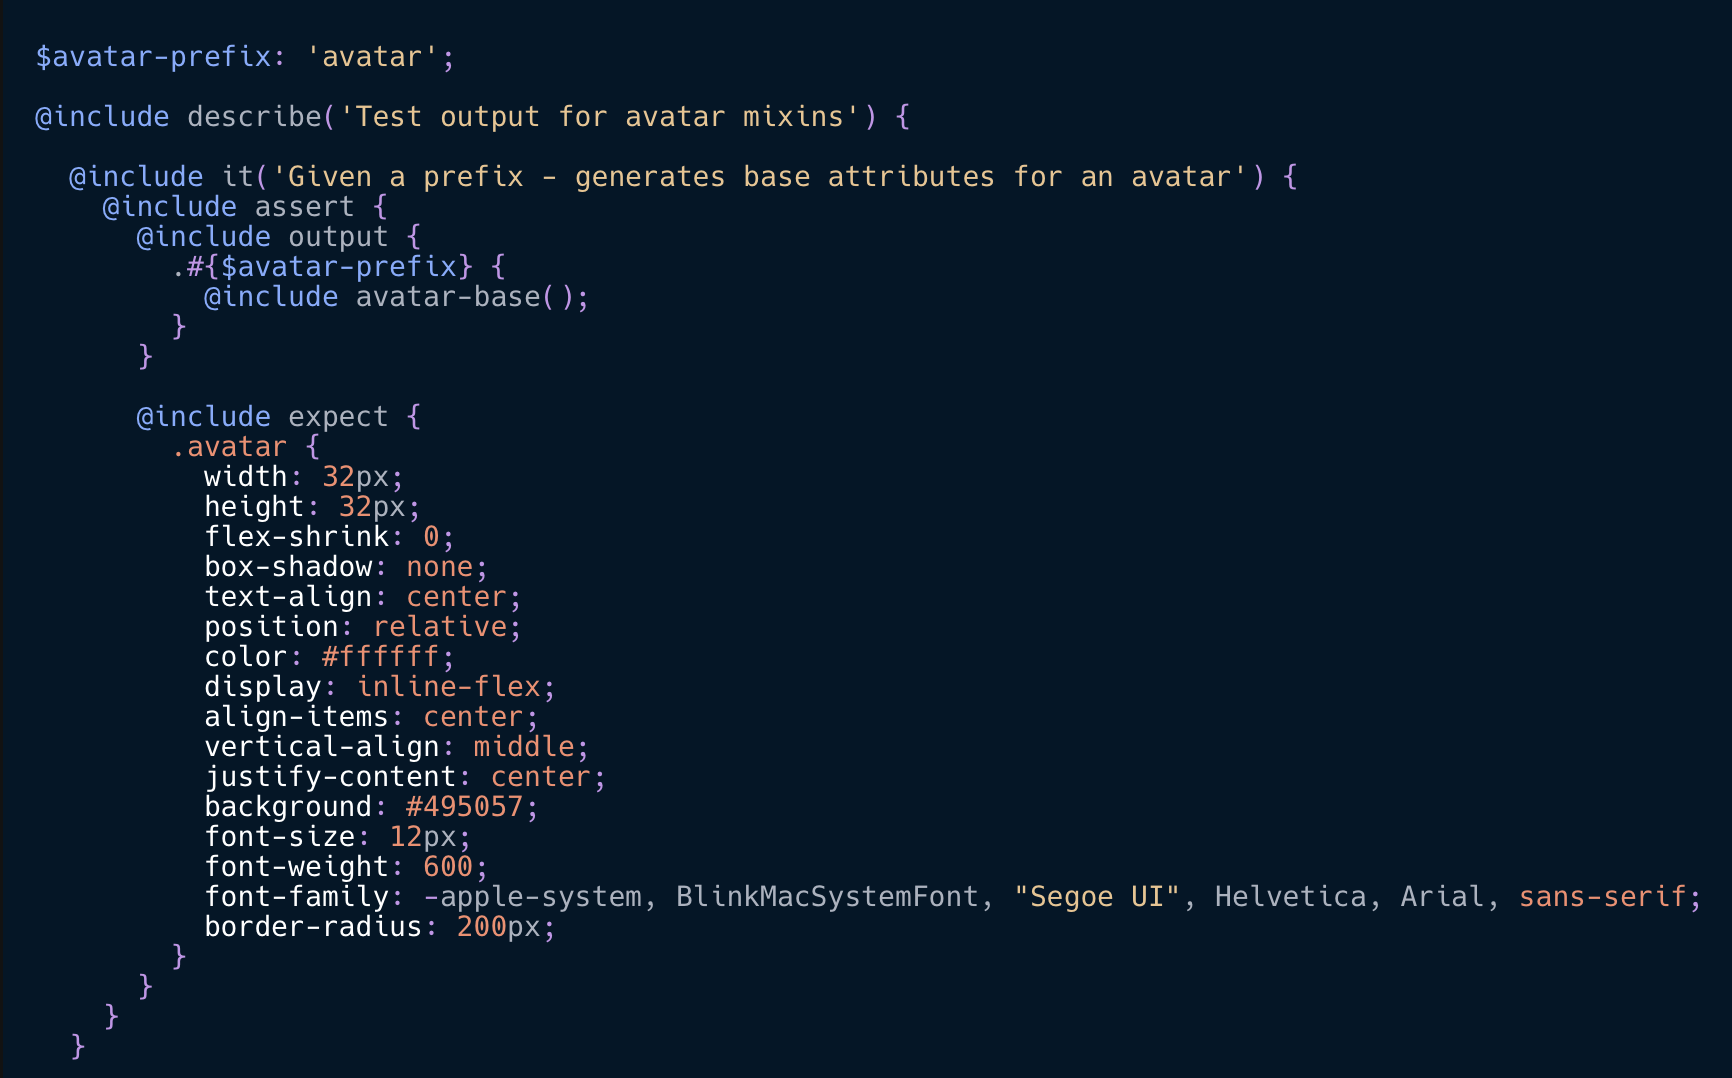 $avatar-prefix: 'avatar';
@include describe('Test output for avatar mixins') {
@include it('Given a prefix - generates base attributes for an avatar') {
@include assert {
@include output {
.#{$avatar-prefix} {
@include avatar-base();
}
}
@include expect {
.avatar {
width: 32px;
height: 32px;
flex-shrink: 0;
box-shadow: none;
text-align: center;
position: relative;
color: #ffffff;
display: inline-flex;
align-items: center;
vertical-align: middle;
justify-content: center;
background: #495057;
font-size: 12px;
font-weight: 600;
font-family: -apple-system, BlinkMacSystemFont, "Segoe UI", Helvetica, Arial, sans-serif;
border-radius: 200px;
}
}
}
}